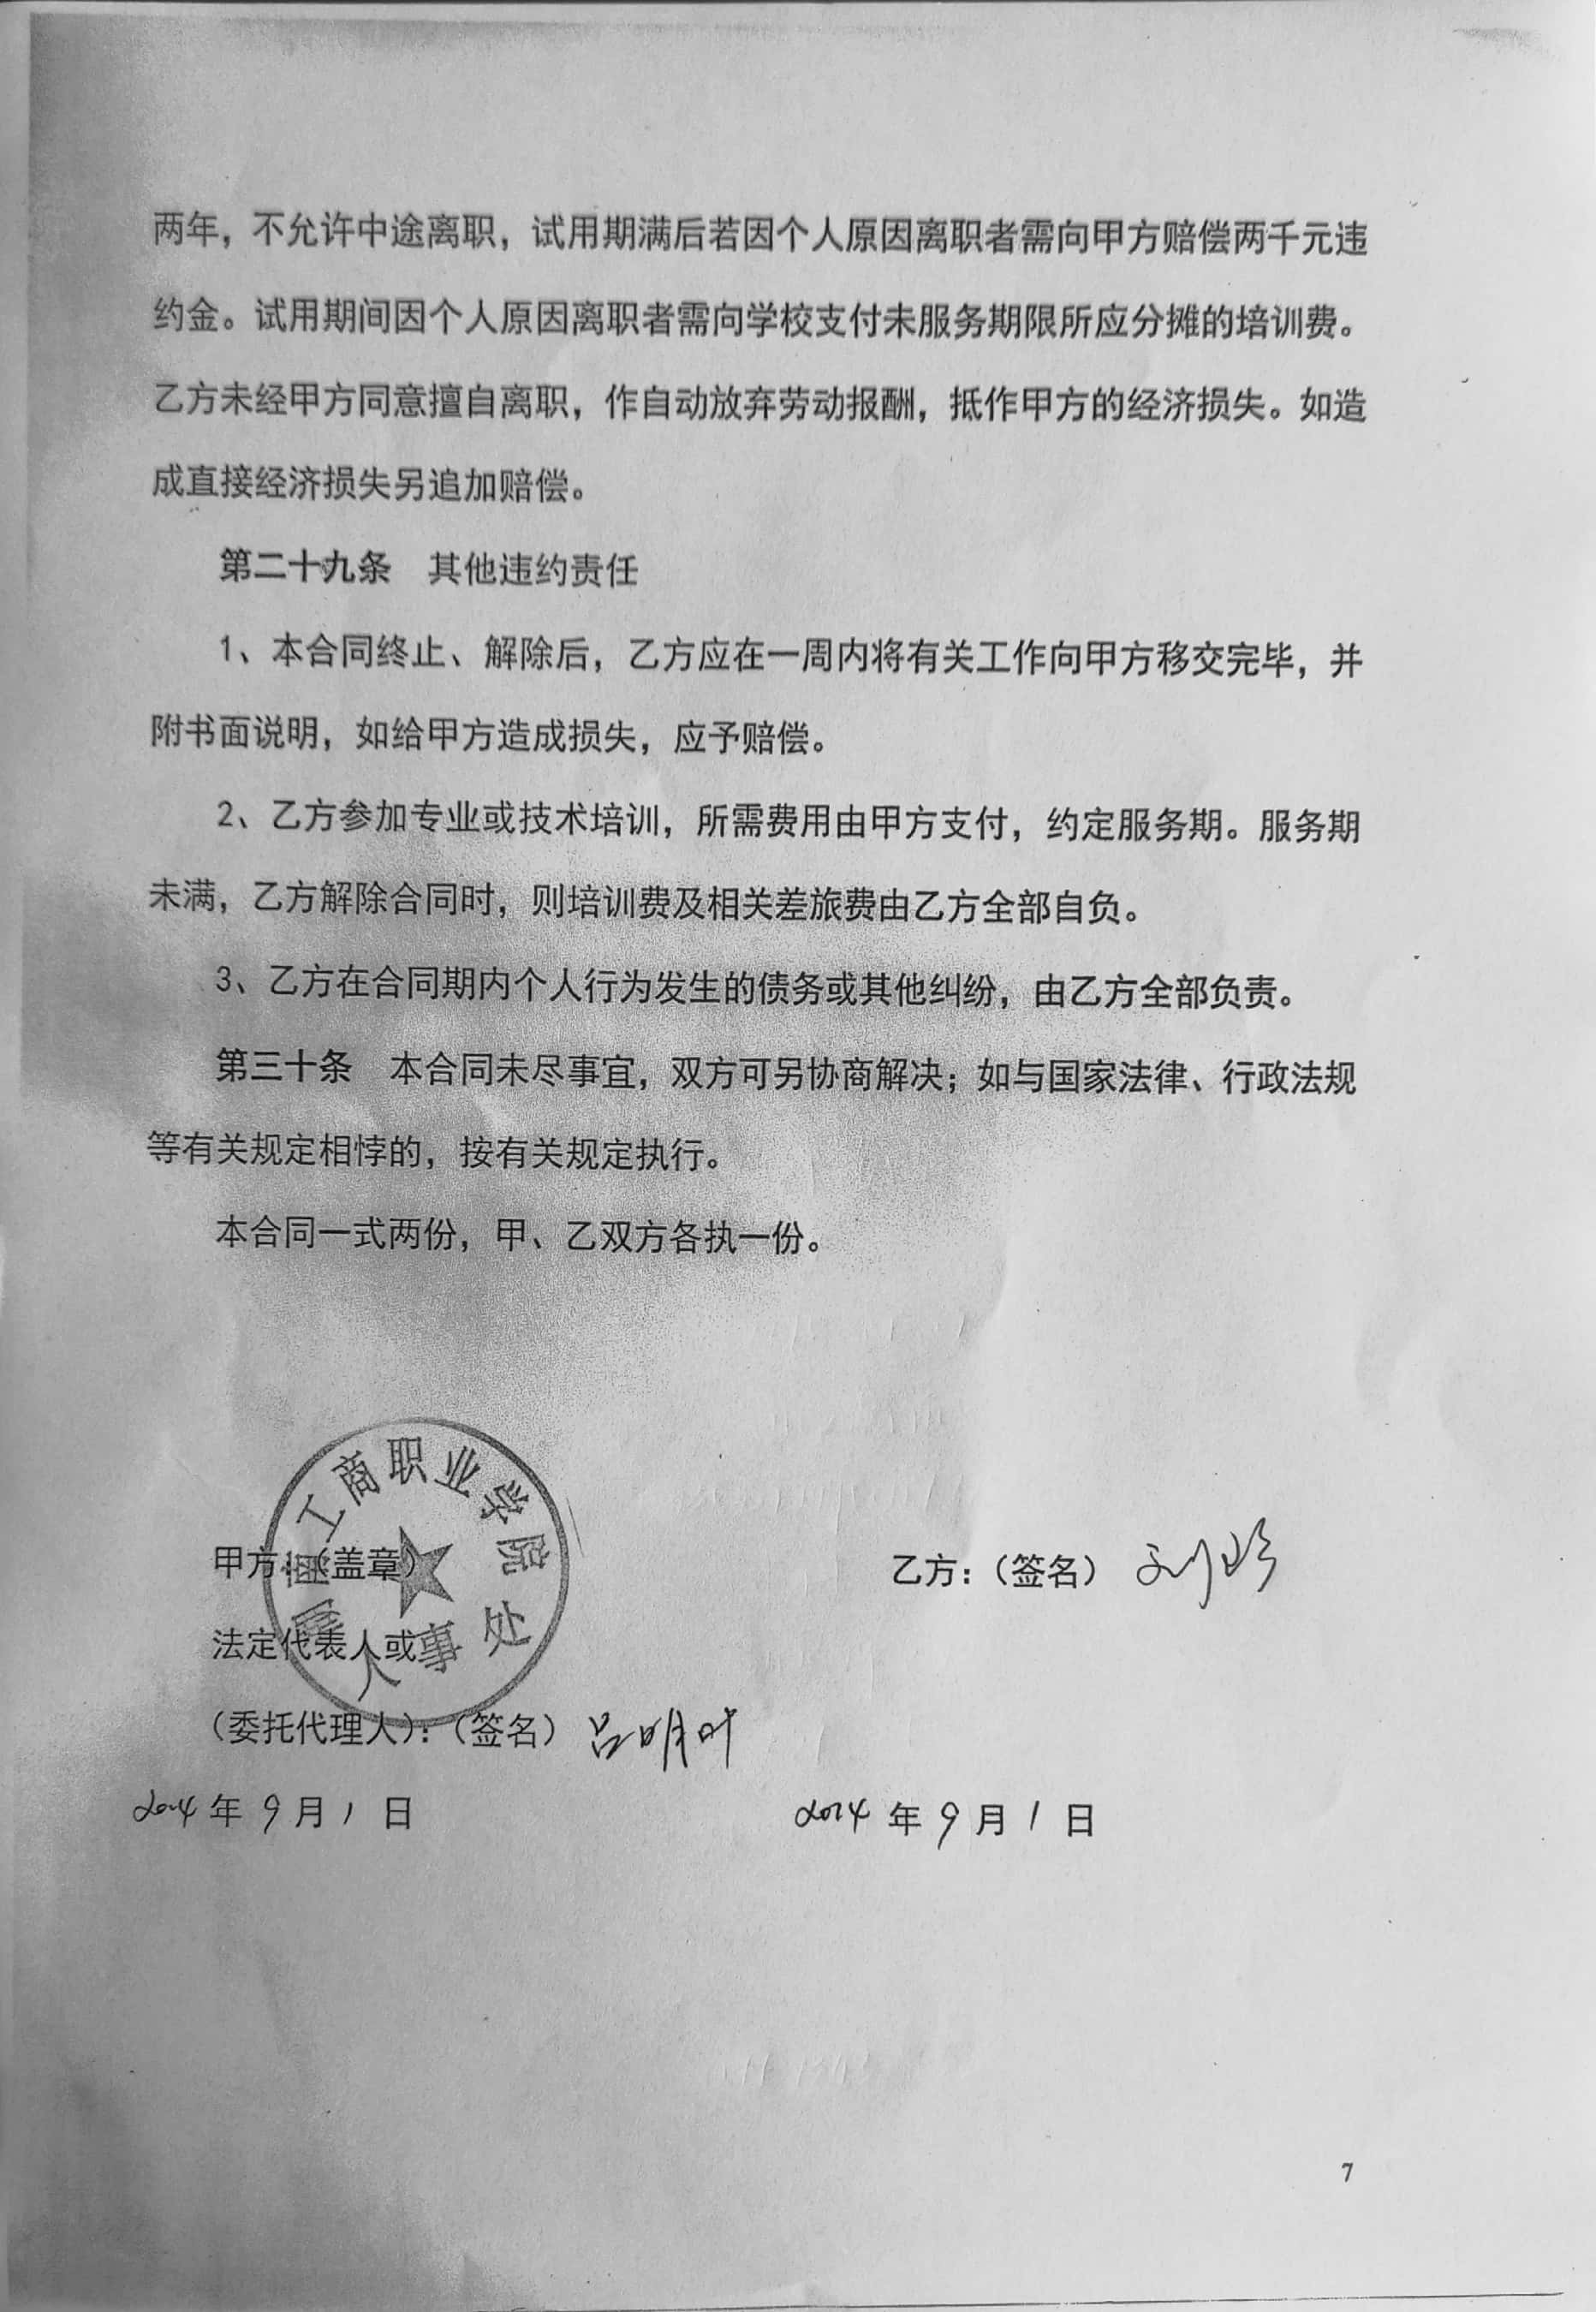 两年，不允许中途离职，试用期满后若因个人原因离职者需向甲方赔偿两千元违
约金。试用期间因个人原因离职者需向学校支付未服务期限所应分摊的培训费。
乙方未经甲方同意擅自离职，作自动放弃劳动报酬，抵作甲方的经济损失。如造
成直接经济损失另追加赔偿。
第二十九条　其他违约责任
1、本合同终止、解除后，乙方应在一周内将有关工作向甲方移交完毕，并
附书面说明，如给甲方造成损失，应予赔偿。
2、乙方参加专业或技术培训，所需费用由甲方支付，约定服务期。服务期
未满，乙方解除合同时，则培训费及相关差旅费由乙方全部自负。
3、乙方在合同期内个人行为发生的债务或其他纠纷，由乙方全部负责。
第三十条　本合同未尽事宜，双方可另协商解决；如与国家法律、行政法规
等有关规定相悖的，按有关规定执行。
本合同一式两份，甲、乙双方各执一份。
工商职业学院
人事处
甲方：（盖章）
乙方：（签名）
法定代表人或
（委托代理人）：（签名）吕明叶
2024年9月1日
2024年9月1日
7